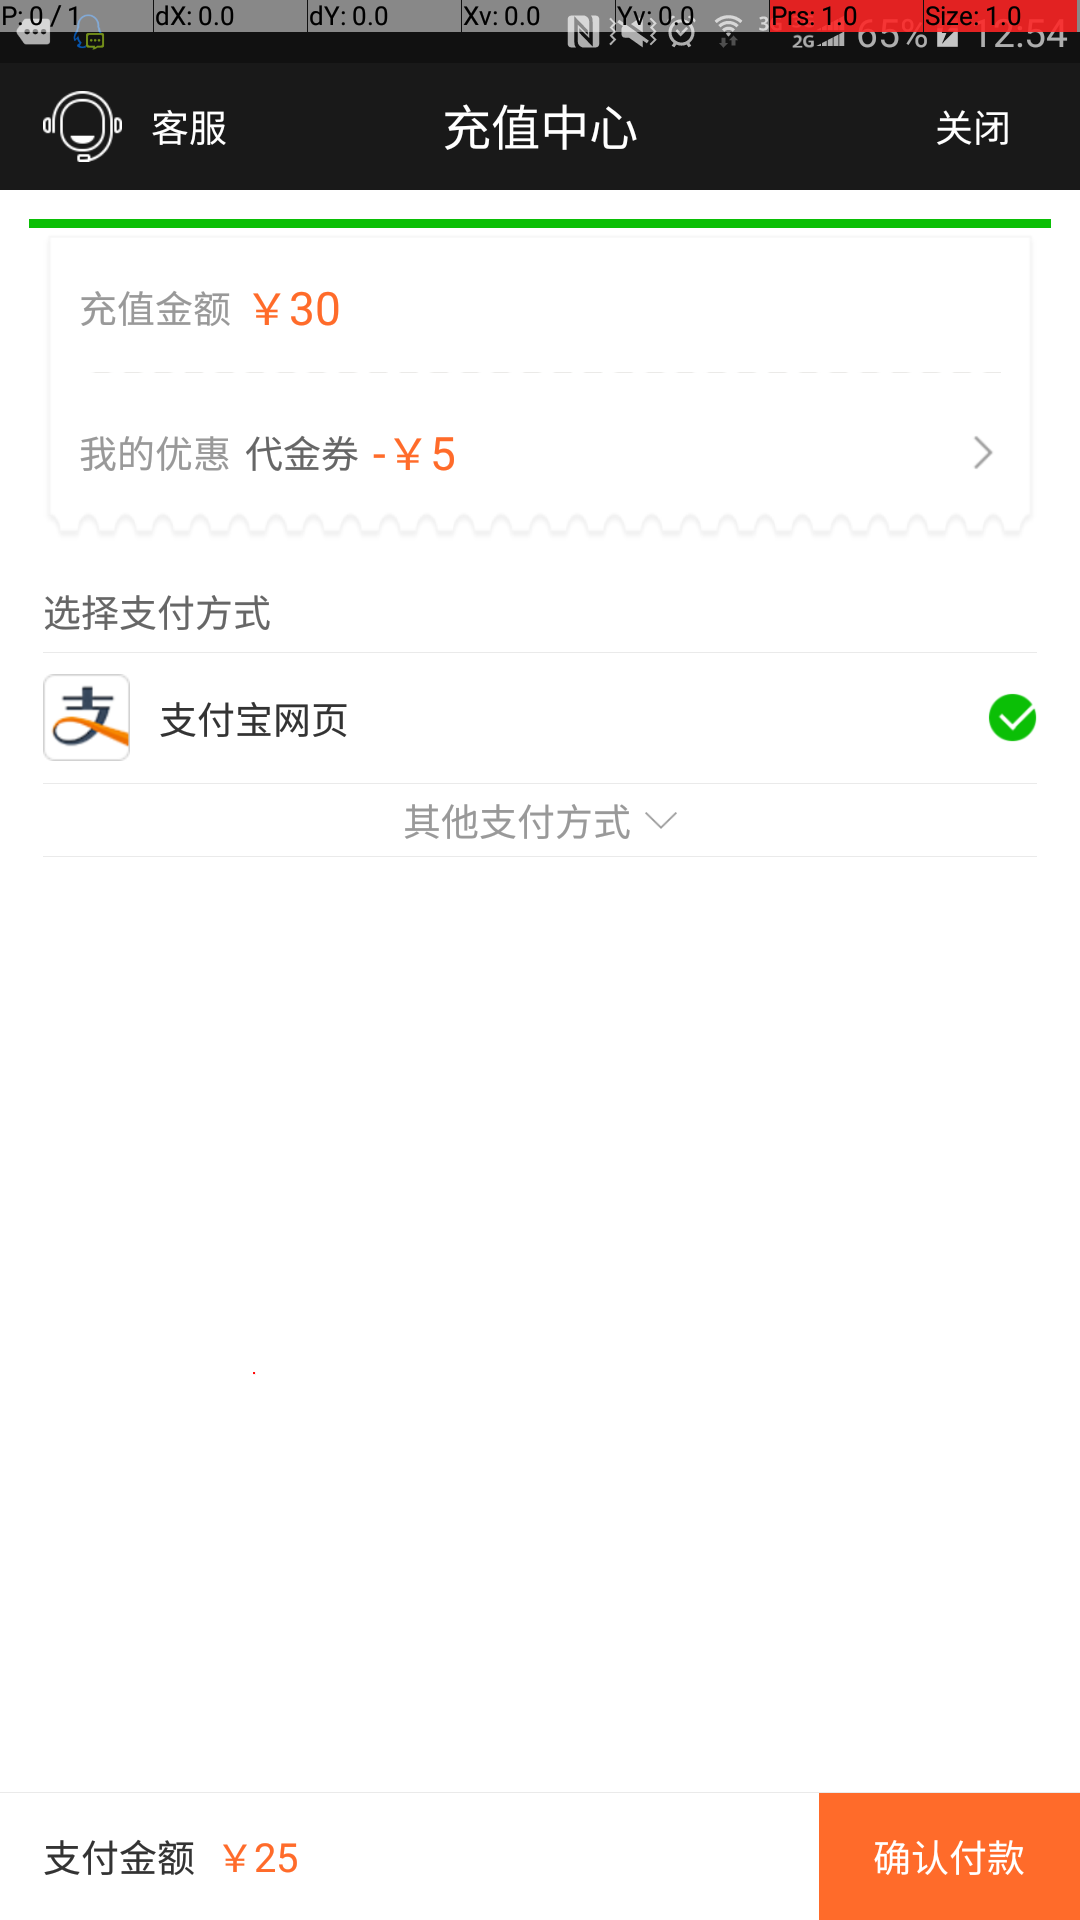 P: 0 / 1 dX: 0.0 dY: 0.0 Xv: 0.0 Yv: 0.0 Prs: 1.0 Size: 1.0
2G 65% 12:54
客服 充值中心 关闭
充值金额 ￥30
我的优惠 代金券 -￥5
选择支付方式
支 支付宝网页
其他支付方式
支付金额 ￥25 确认付款